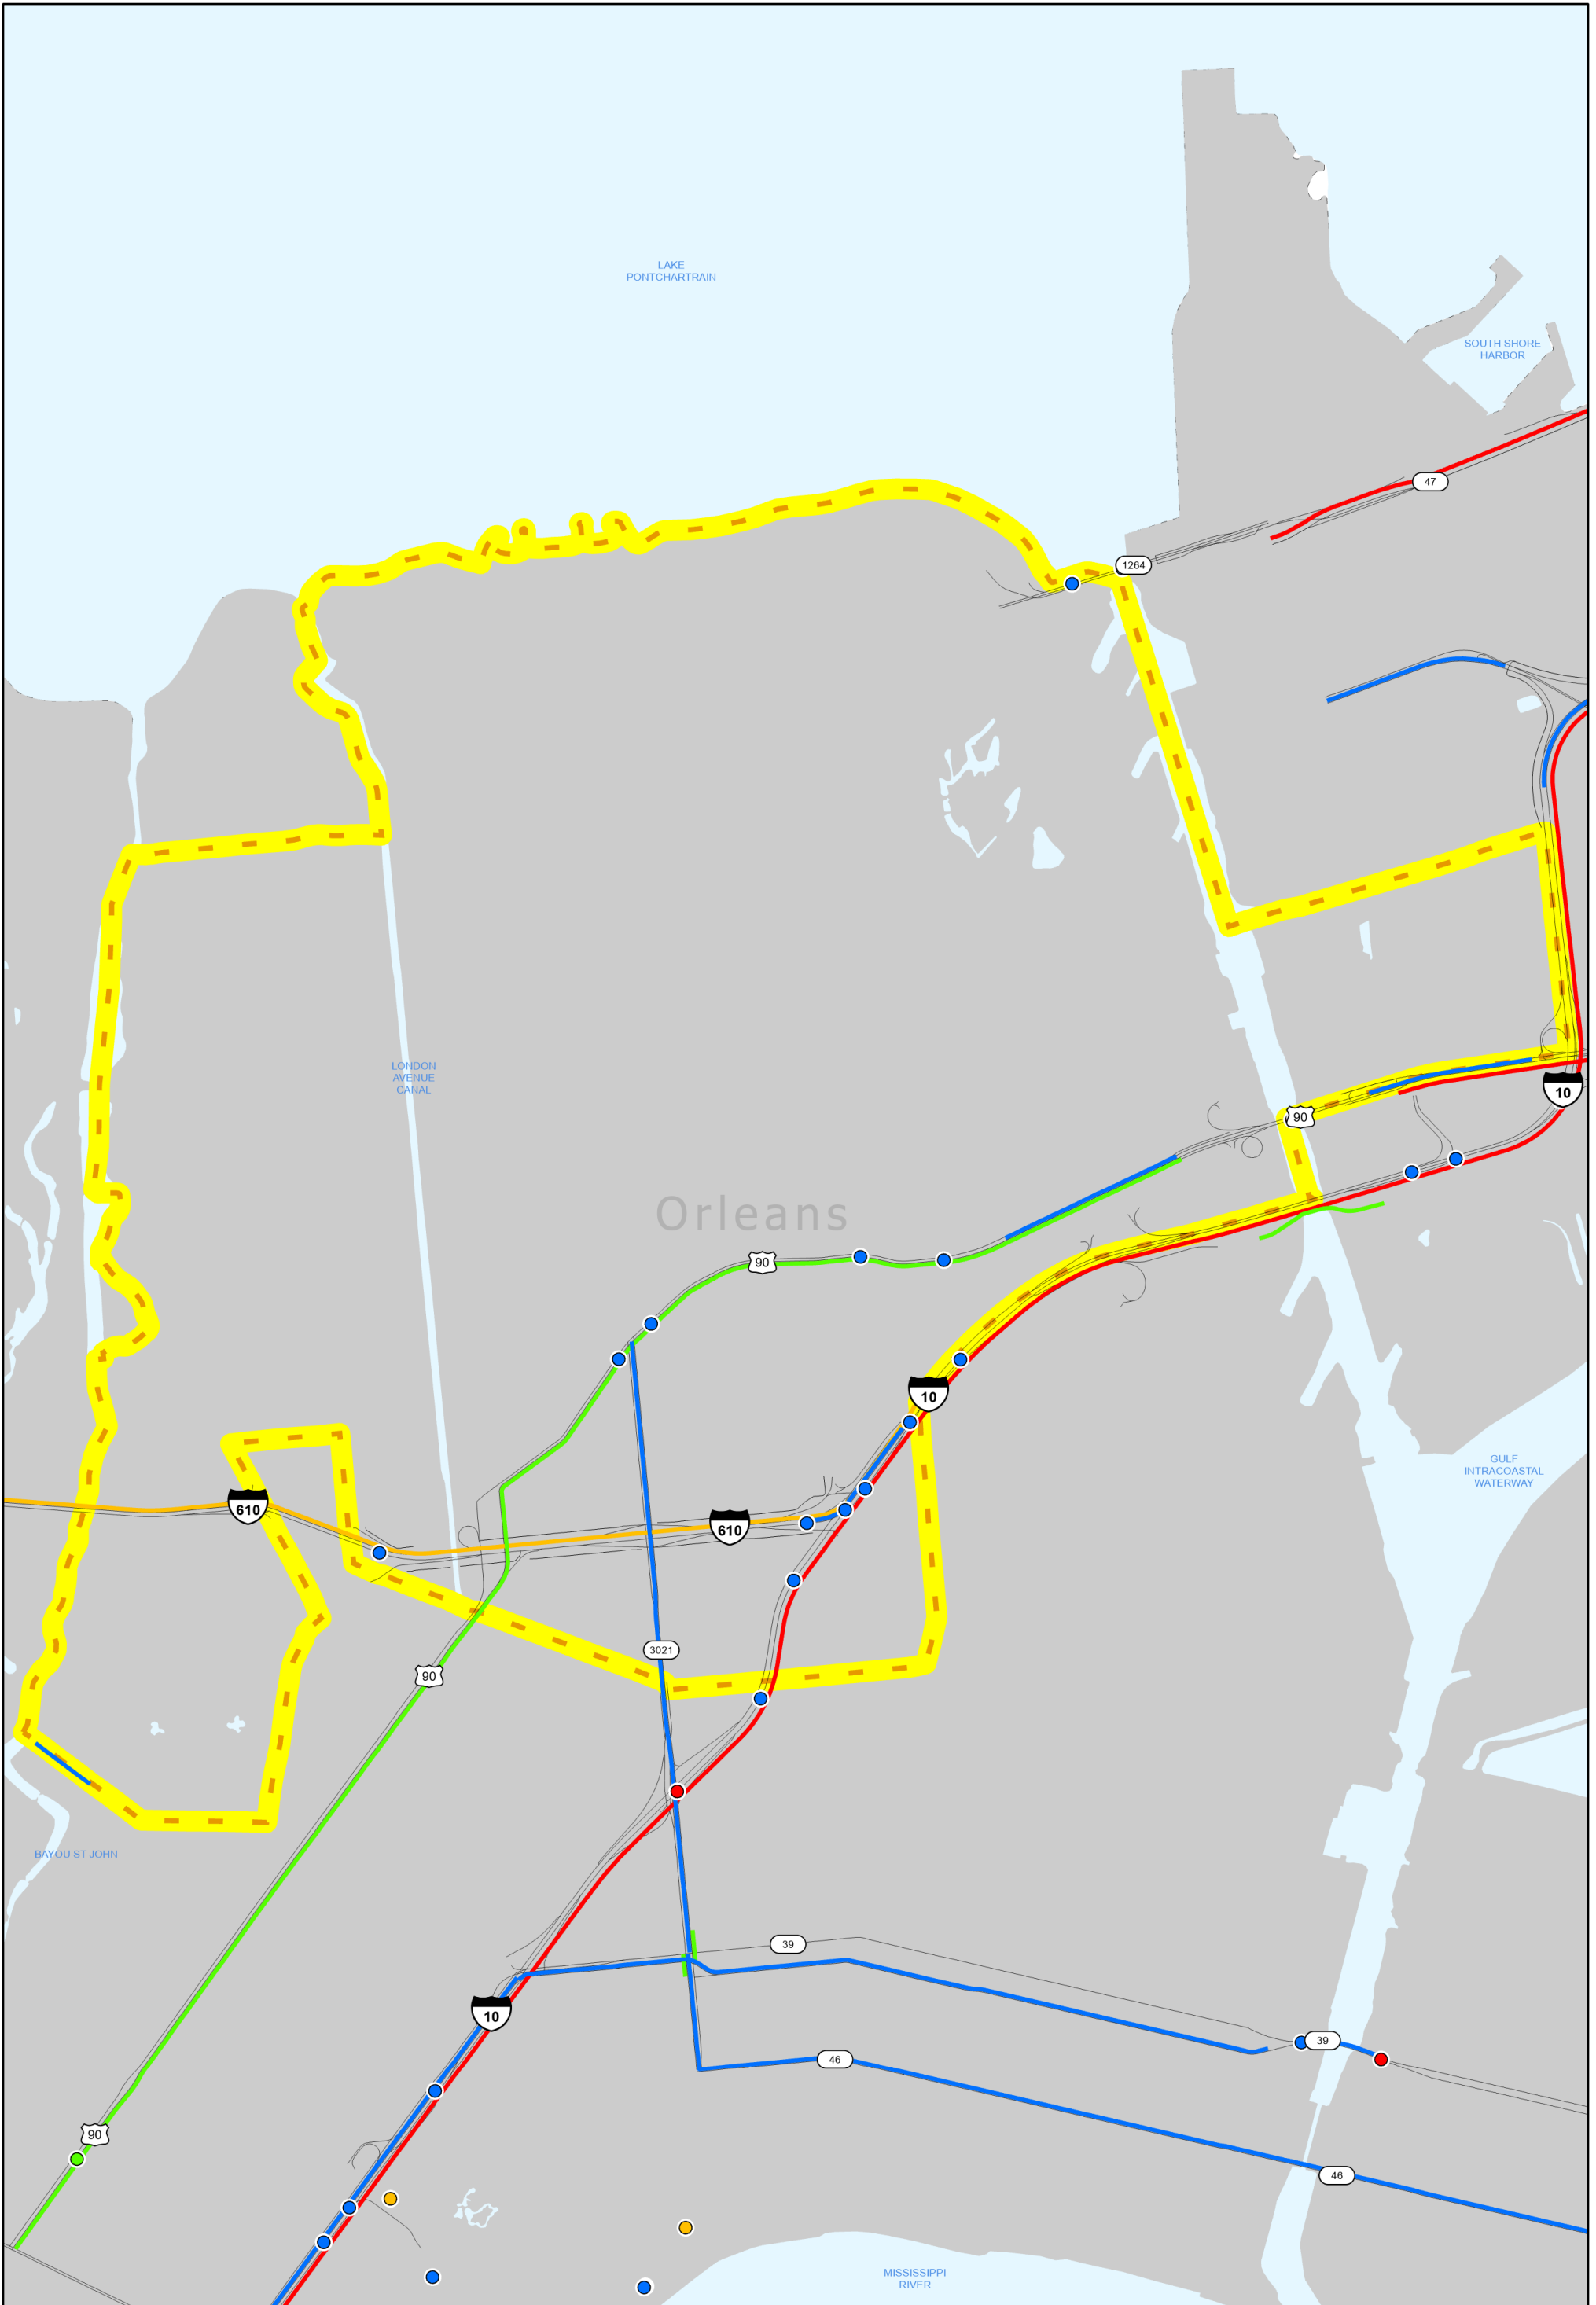 LAKE
PONTCHARTRAIN
SOUTH SHORE
HARBOR
47
1264
LONDON
AVENUE
CANAL
10
90
Orleans
90
10
GULF
INTRACOASTAL
WATERWAY
610
610
3021
90
BAYOU ST JOHN
39
10
39
46
90
46
MISSISSIPPI
RIVER